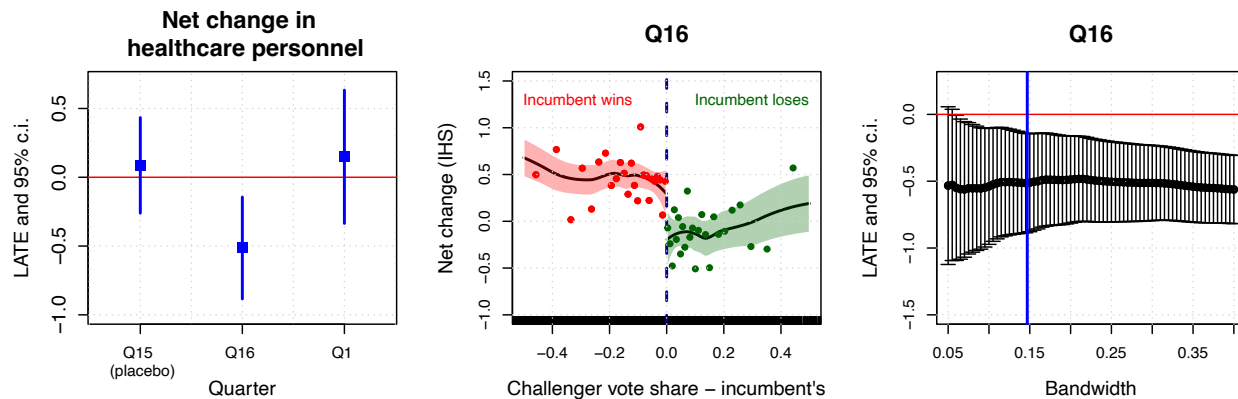 Net change in
healthcare personnel
LATE and 95% c.i.
0.5
0.0
−0.5
−1.0
Q15
(placebo)
Q16
Q1
Quarter
Q16
Net change (IHS)
1.5
1.0
0.5
0.0
−0.5
−1.0
Incumbent wins
Incumbent loses
−0.4
−0.2
0.0
0.2
0.4
Challenger vote share − incumbent's
Q16
LATE and 95% c.i.
0.0
−0.5
−1.0
−1.5
0.05
0.15
0.25
0.35
Bandwidth